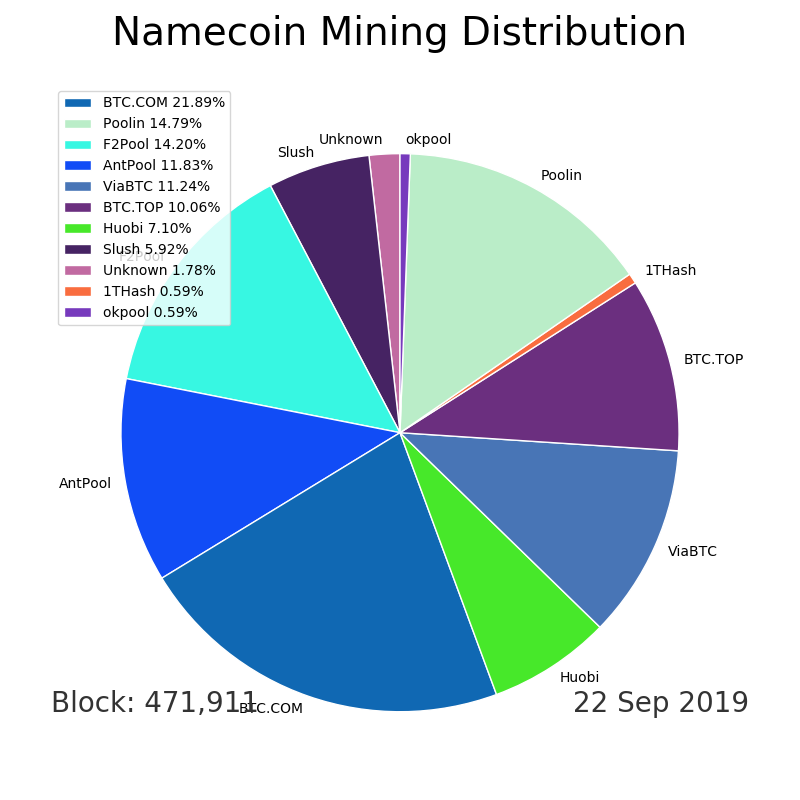 Namecoin Mining Distribution
BTC.COM 21.89%
Poolin 14.79%
F2Pool 14.20%
AntPool 11.83%
ViaBTC 11.24%
BTC.TOP 10.06%
Huobi 7.10%
Slush 5.92%
Unknown 1.78%
1THash 0.59%
okpool 0.59%
Unknown
okpool
Slush
Poolin
F2Pool
1THash
BTC.TOP
AntPool
ViaBTC
Huobi
BTC.COM
Block: 471,911
22 Sep 2019